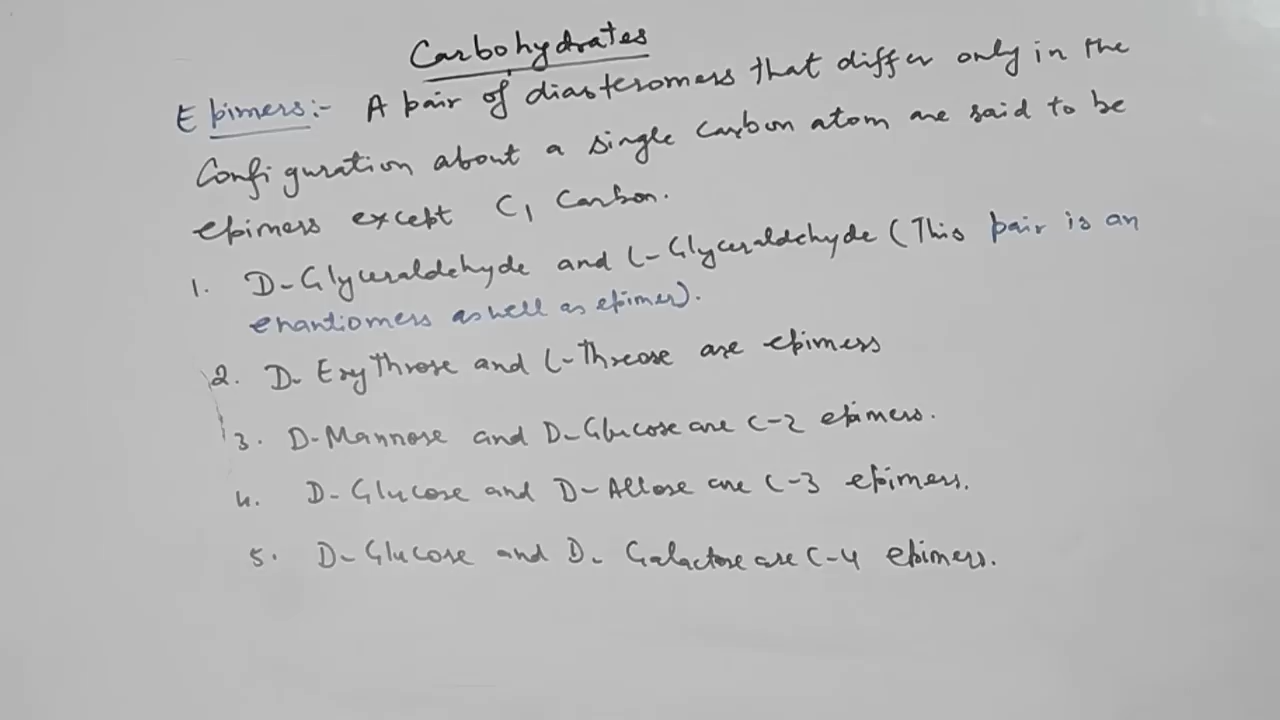 Carbohydrates
Epimers:- A pair of diasteromers that differ only in the
Configuration about a single carbon atom are said to be
epimers except C1 Carbon.
1. D-Glyceraldehyde and L-Glyceraldehyde (This pair is an
enantiomers as well as epimer).
2. D-Erythrose and L-Threose are epimers
3. D-Mannose and D-Glucose are C-2 epimers.
4. D-Glucose and D-Allose are C-3 epimers.
5. D-Glucose and D-Galactose are C-4 epimers.